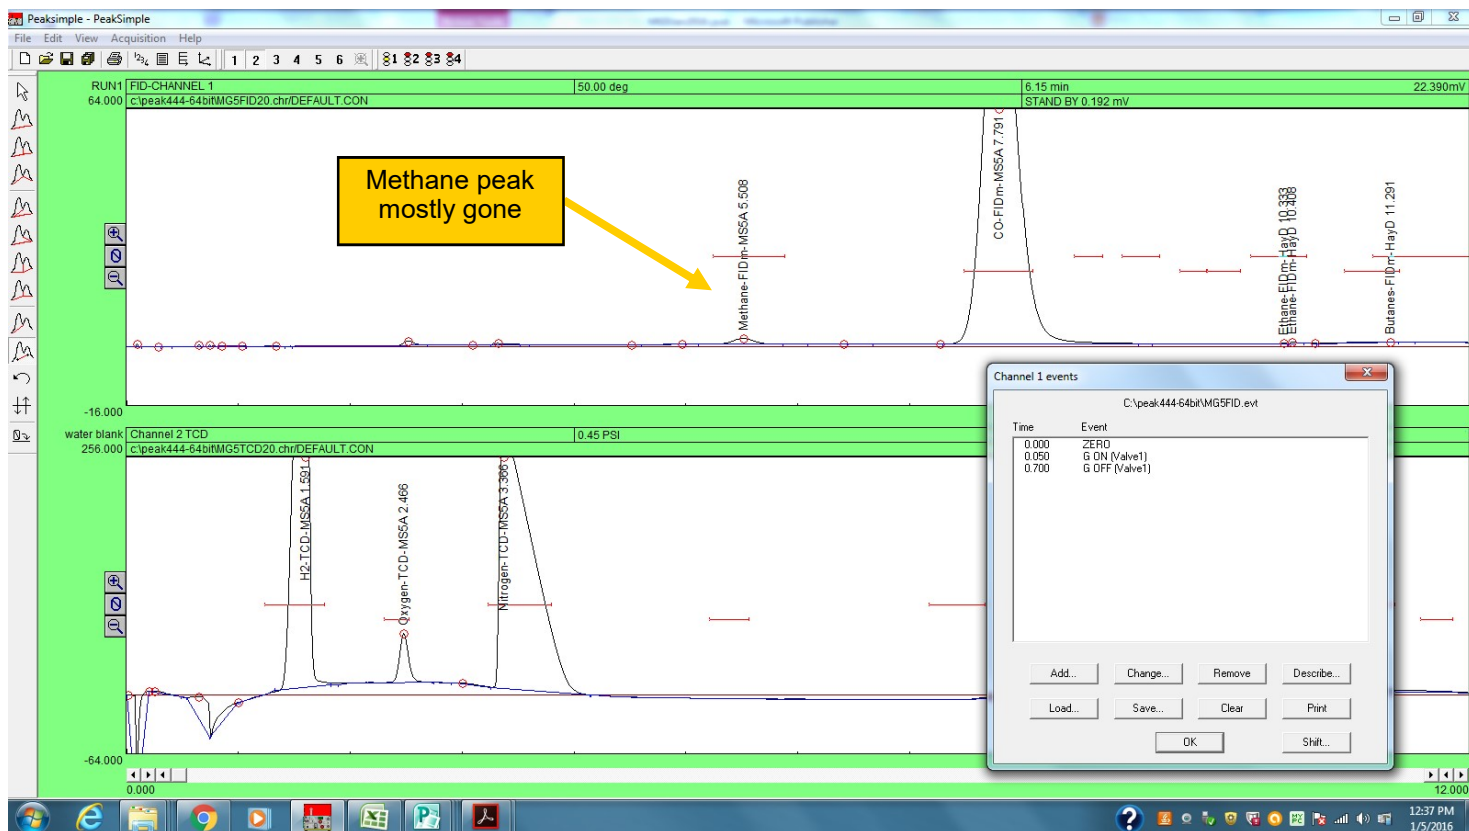 Peaksimple - PeakSimple
File Edit View Acquisition Help
1 2 3 4 5 6 1 2 3 4
RUN1 FID-CHANNEL 1 50.00 deg 6.15 min 22.390mV
64.000 c:\peak444-64bit\MG5FID20.chr/DEFAULT.CON STAND BY 0.192 mV
Methane peak
mostly gone
Methane-FIDm-MS5A 5.508
CO-FIDm-MS5A 7.791
Ethane-FIDm-HayD 10.333
Ethane-FIDm-HayD 10.408
Butanes-FIDm-HayD 11.291
-16.000
water blank Channel 2 TCD 0.45 PSI
256.000 c:\peak444-64bit\MG5TCD20.chr/DEFAULT.CON
H2-TCD-MS5A 1.591
Oxygen-TCD-MS5A 2.466
Nitrogen-TCD-MS5A 3.366
-64.000
0.000 12.000
Channel 1 events
C:\peak444-64bit\MG5FID.evt
Time Event
0.000 ZERO
0.050 G ON (Valve1)
0.700 G OFF (Valve1)
Add... Change... Remove Describe...
Load... Save... Clear Print
OK Shift...
12:37 PM
1/5/2016